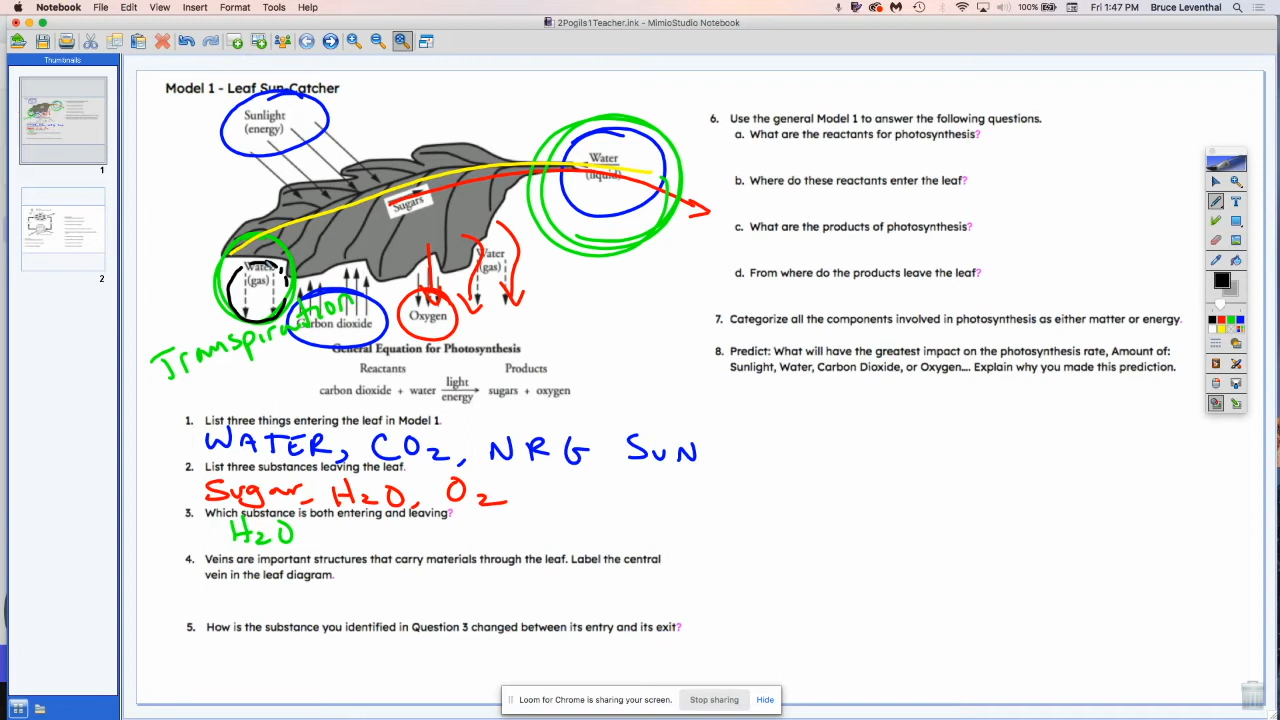 Notebook File Edit View Insert Format Tools Help 100% Fri 1:47 PM Bruce Leventhal
2Pogils1Teacher.ink - MimioStudio Notebook
Thumbnails
1
2
Model 1 - Leaf Sun-Catcher
Sunlight
(energy)
Water
(liquid)
Sugars
Water
(gas)
Water
(gas)
Carbon dioxide
Oxygen
Transpiration
General Equation for Photosynthesis
Reactants Products
carbon dioxide + water light energy sugars + oxygen
1. List three things entering the leaf in Model 1.
WATER, CO2, NRG SUN
2. List three substances leaving the leaf.
Sugar, H2O, O2
3. Which substance is both entering and leaving?
H2O
4. Veins are important structures that carry materials through the leaf. Label the central
vein in the leaf diagram.
5. How is the substance you identified in Question 3 changed between its entry and its exit?
6. Use the general Model 1 to answer the following questions.
a. What are the reactants for photosynthesis?
b. Where do these reactants enter the leaf?
c. What are the products of photosynthesis?
d. From where do the products leave the leaf?
7. Categorize all the components involved in photosynthesis as either matter or energy.
8. Predict: What will have the greatest impact on the photosynthesis rate, Amount of:
Sunlight, Water, Carbon Dioxide, or Oxygen.... Explain why you made this prediction.
Loom for Chrome is sharing your screen. Stop sharing Hide